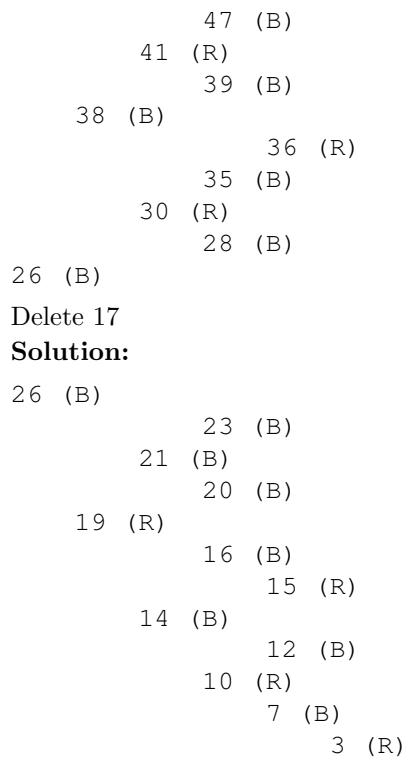 47 (B)
        41 (R)
            39 (B)
    38 (B)
                36 (R)
            35 (B)
        30 (R)
            28 (B)
26 (B)
Delete 17
Solution:
26 (B)
            23 (B)
        21 (B)
            20 (B)
    19 (R)
            16 (B)
                15 (R)
        14 (B)
                12 (B)
            10 (R)
                7 (B)
                    3 (R)